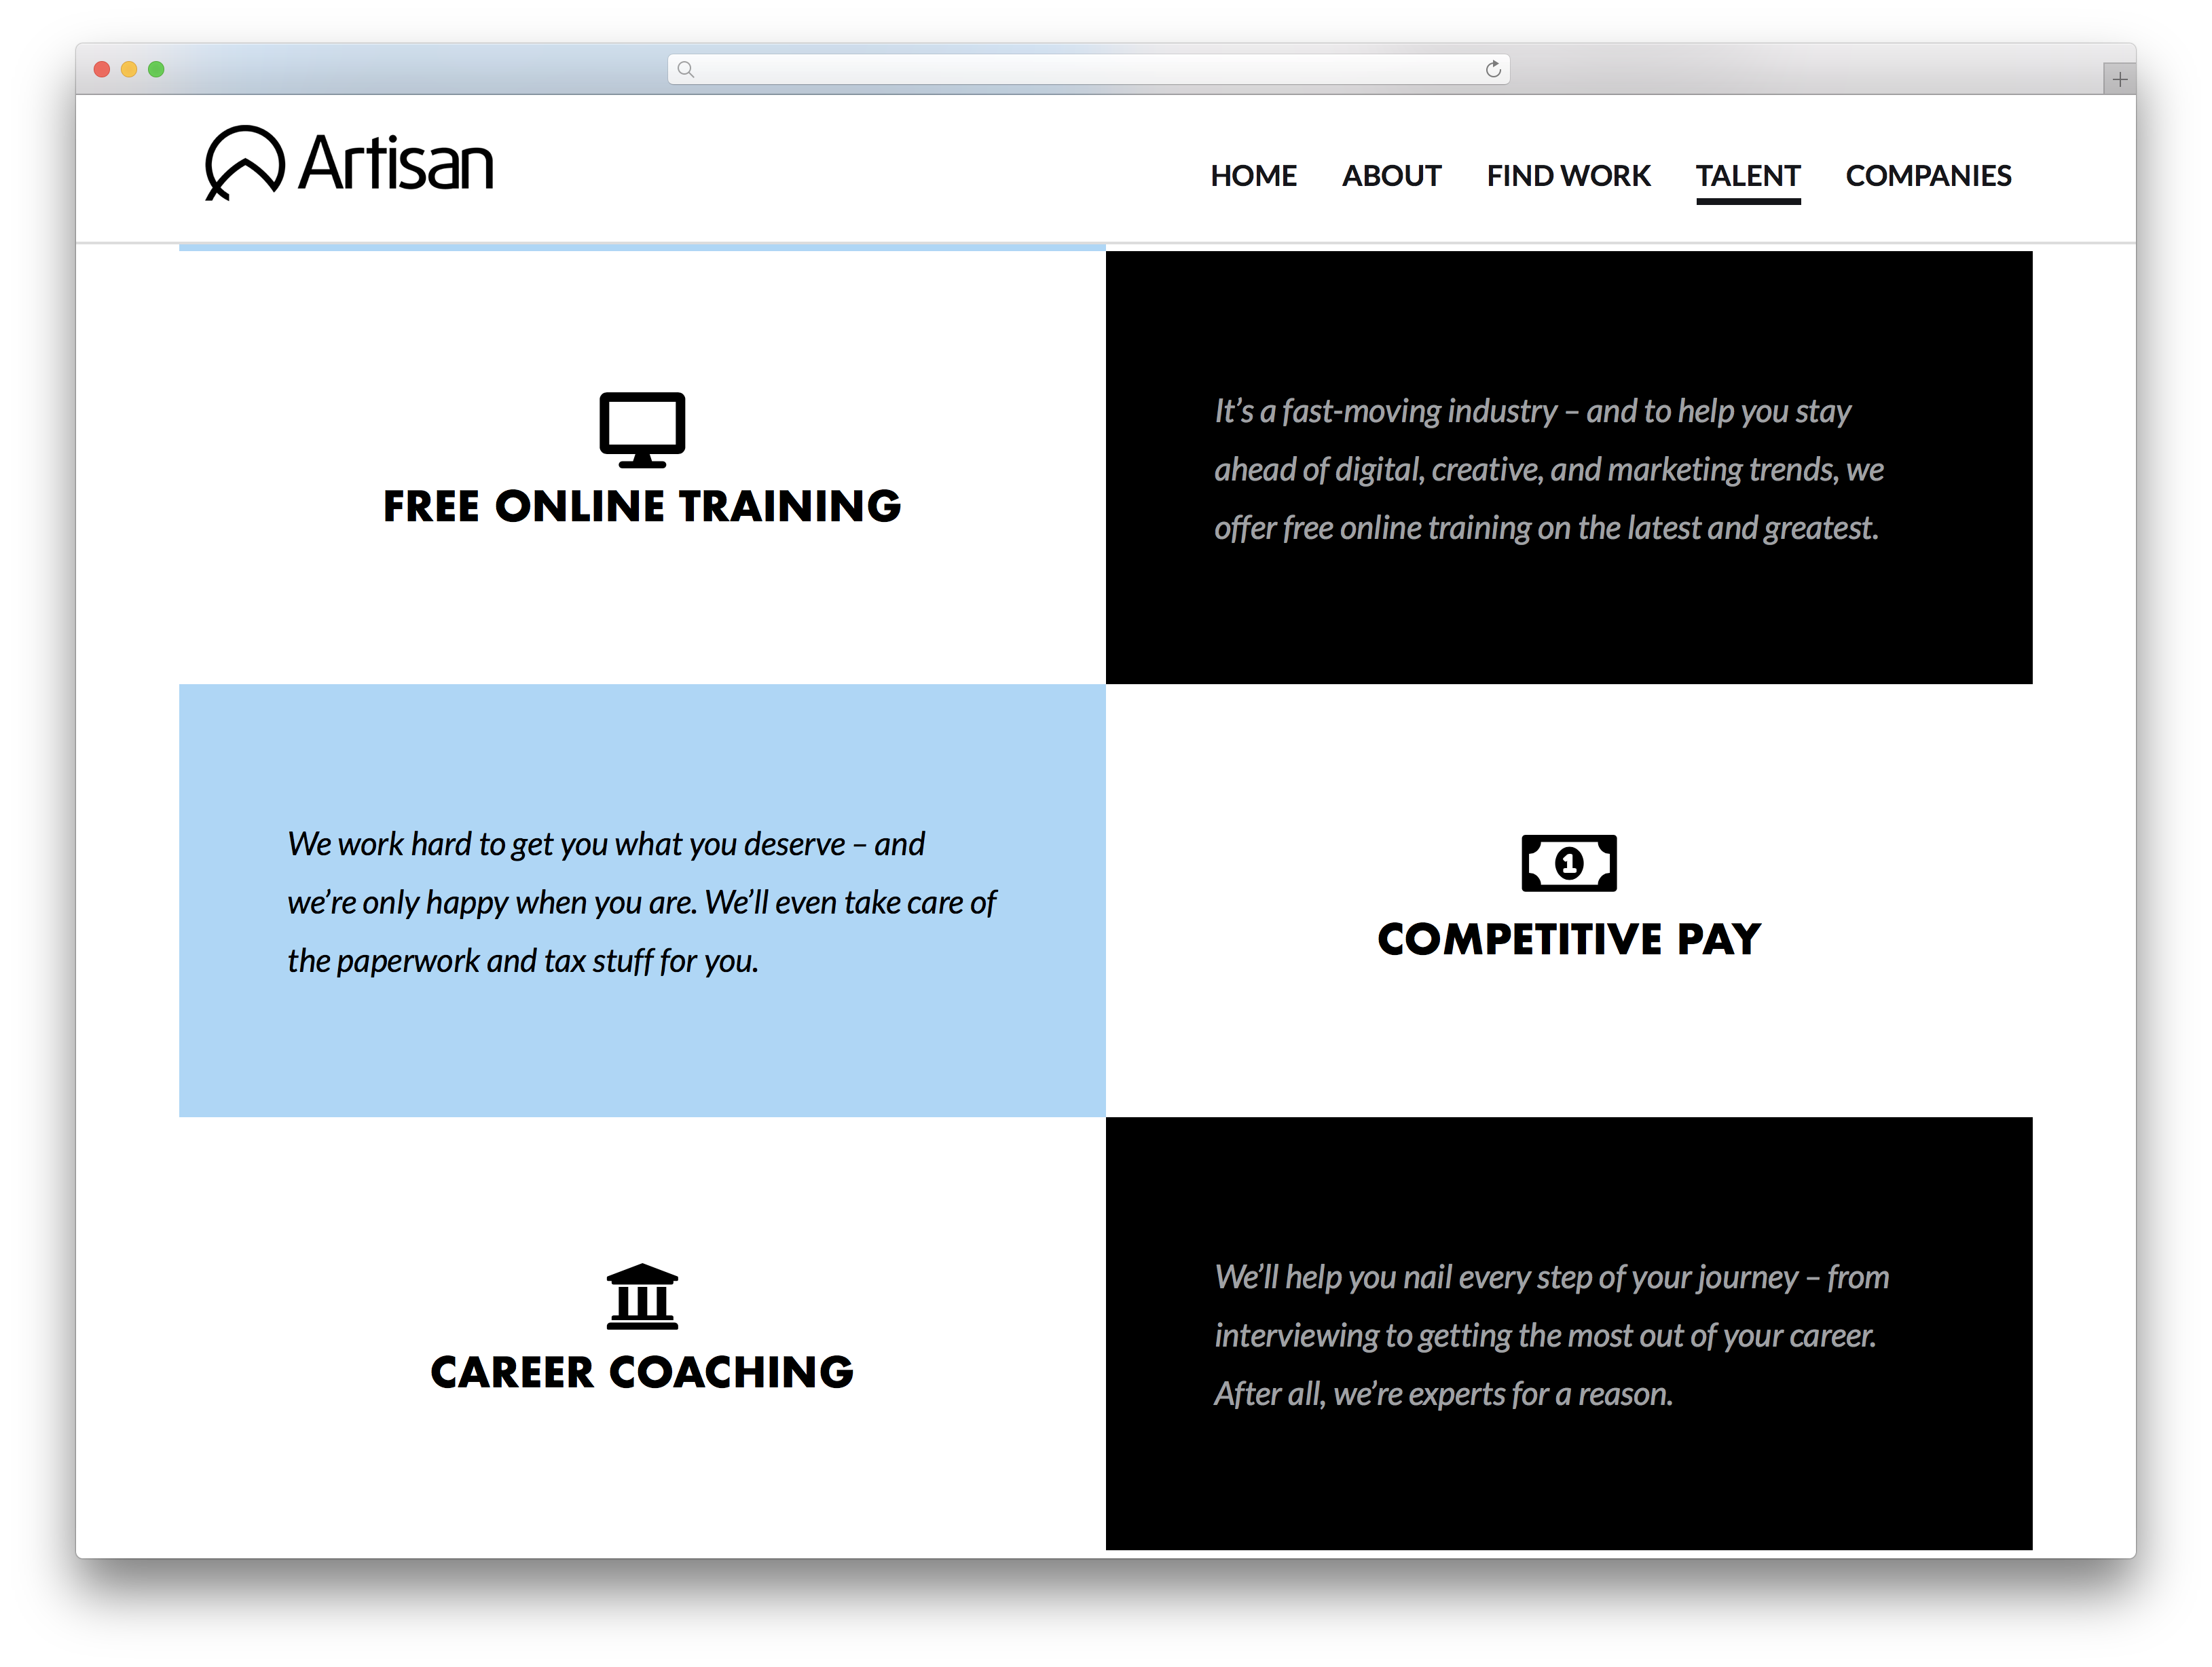 Artisan
HOME ABOUT FIND WORK TALENT COMPANIES
FREE ONLINE TRAINING
It’s a fast-moving industry – and to help you stay
ahead of digital, creative, and marketing trends, we
offer free online training on the latest and greatest.
We work hard to get you what you deserve – and
we’re only happy when you are. We’ll even take care of
the paperwork and tax stuff for you.
1
COMPETITIVE PAY
CAREER COACHING
We’ll help you nail every step of your journey – from
interviewing to getting the most out of your career.
After all, we’re experts for a reason.